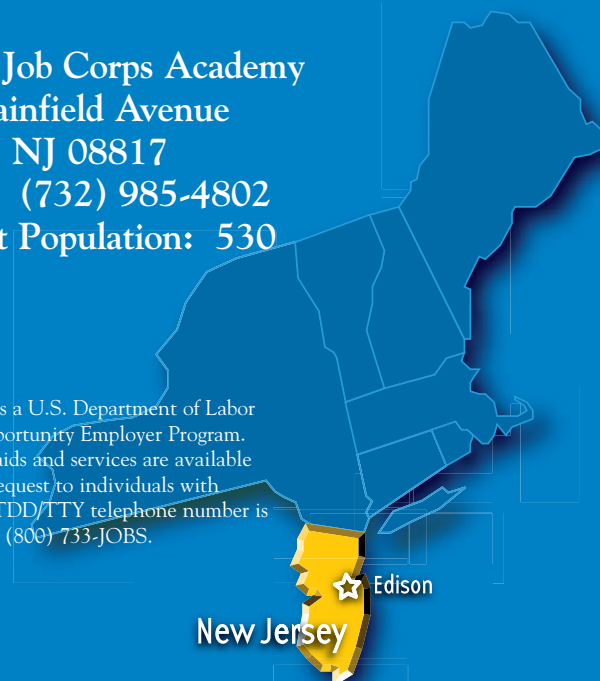 Job Corps Academy
ainfield Avenue
NJ 08817
(732) 985-4802
t Population: 530
s a U.S. Department of Labor
portunity Employer Program.
aids and services are available
equest to individuals with
TDD/TTY telephone number is
(800) 733-JOBS.
Edison
New Jersey